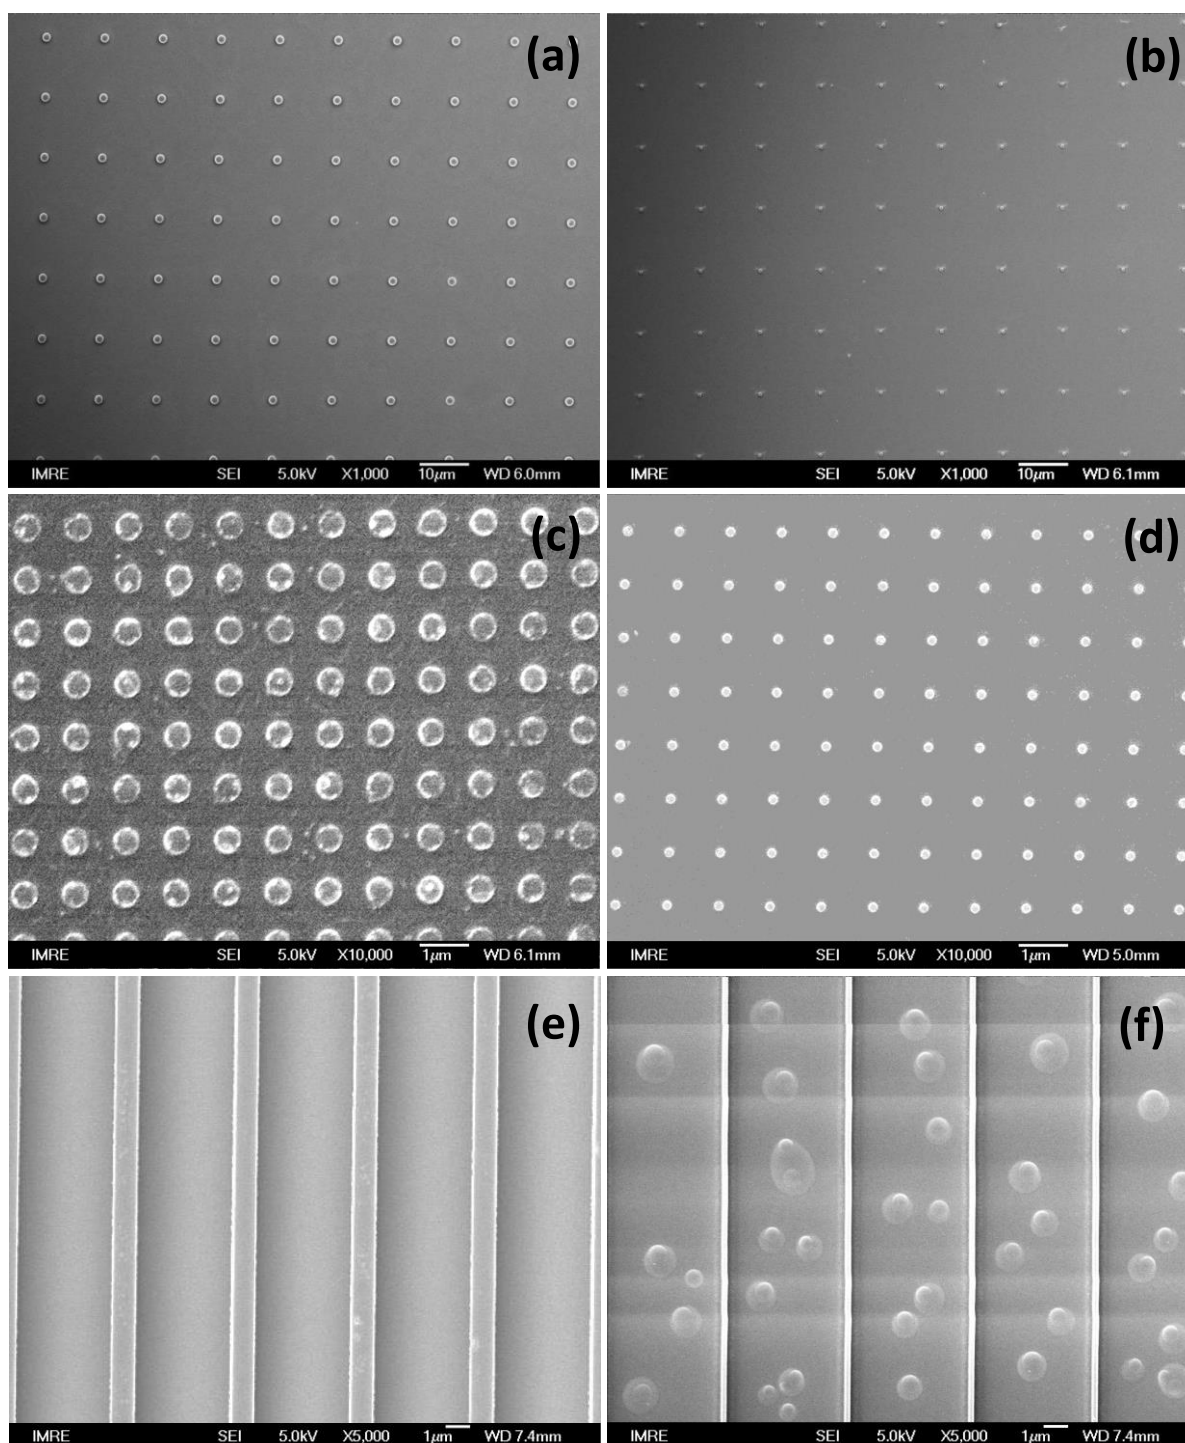 (a)
(b)
IMRE SEI 5.0kV X1,000 10μm WD 6.0mm
IMRE SEI 5.0kV X1,000 10μm WD 6.1mm
(c)
(d)
IMRE SEI 5.0kV X10,000 1μm WD 6.1mm
IMRE SEI 5.0kV X10,000 1μm WD 5.0mm
(e)
(f)
IMRE SEI 5.0kV X5,000 1μm WD 7.4mm
IMRE SEI 5.0kV X5,000 1μm WD 7.4mm